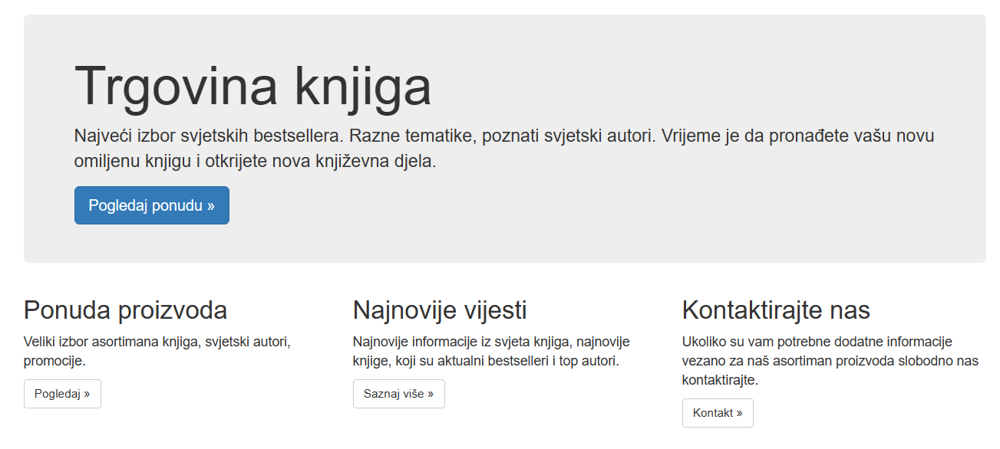 Trgovina knjiga
Najveći izbor svjetskih bestsellera. Razne tematike, poznati svjetski autori. Vrijeme je da pronađete vašu novu
omiljenu knjigu i otkrijete nova književna djela.
Pogledaj ponudu »
Ponuda proizvoda
Veliki izbor asortimana knjiga, svjetski autori,
promocije.
Pogledaj »
Najnovije vijesti
Najnovije informacije iz svjeta knjiga, najnovije
knjige, koji su aktualni bestselleri i top autori.
Saznaj više »
Kontaktirajte nas
Ukoliko su vam potrebne dodatne informacije
vezano za naš asortiman proizvoda slobodno nas
kontaktirajte.
Kontakt »